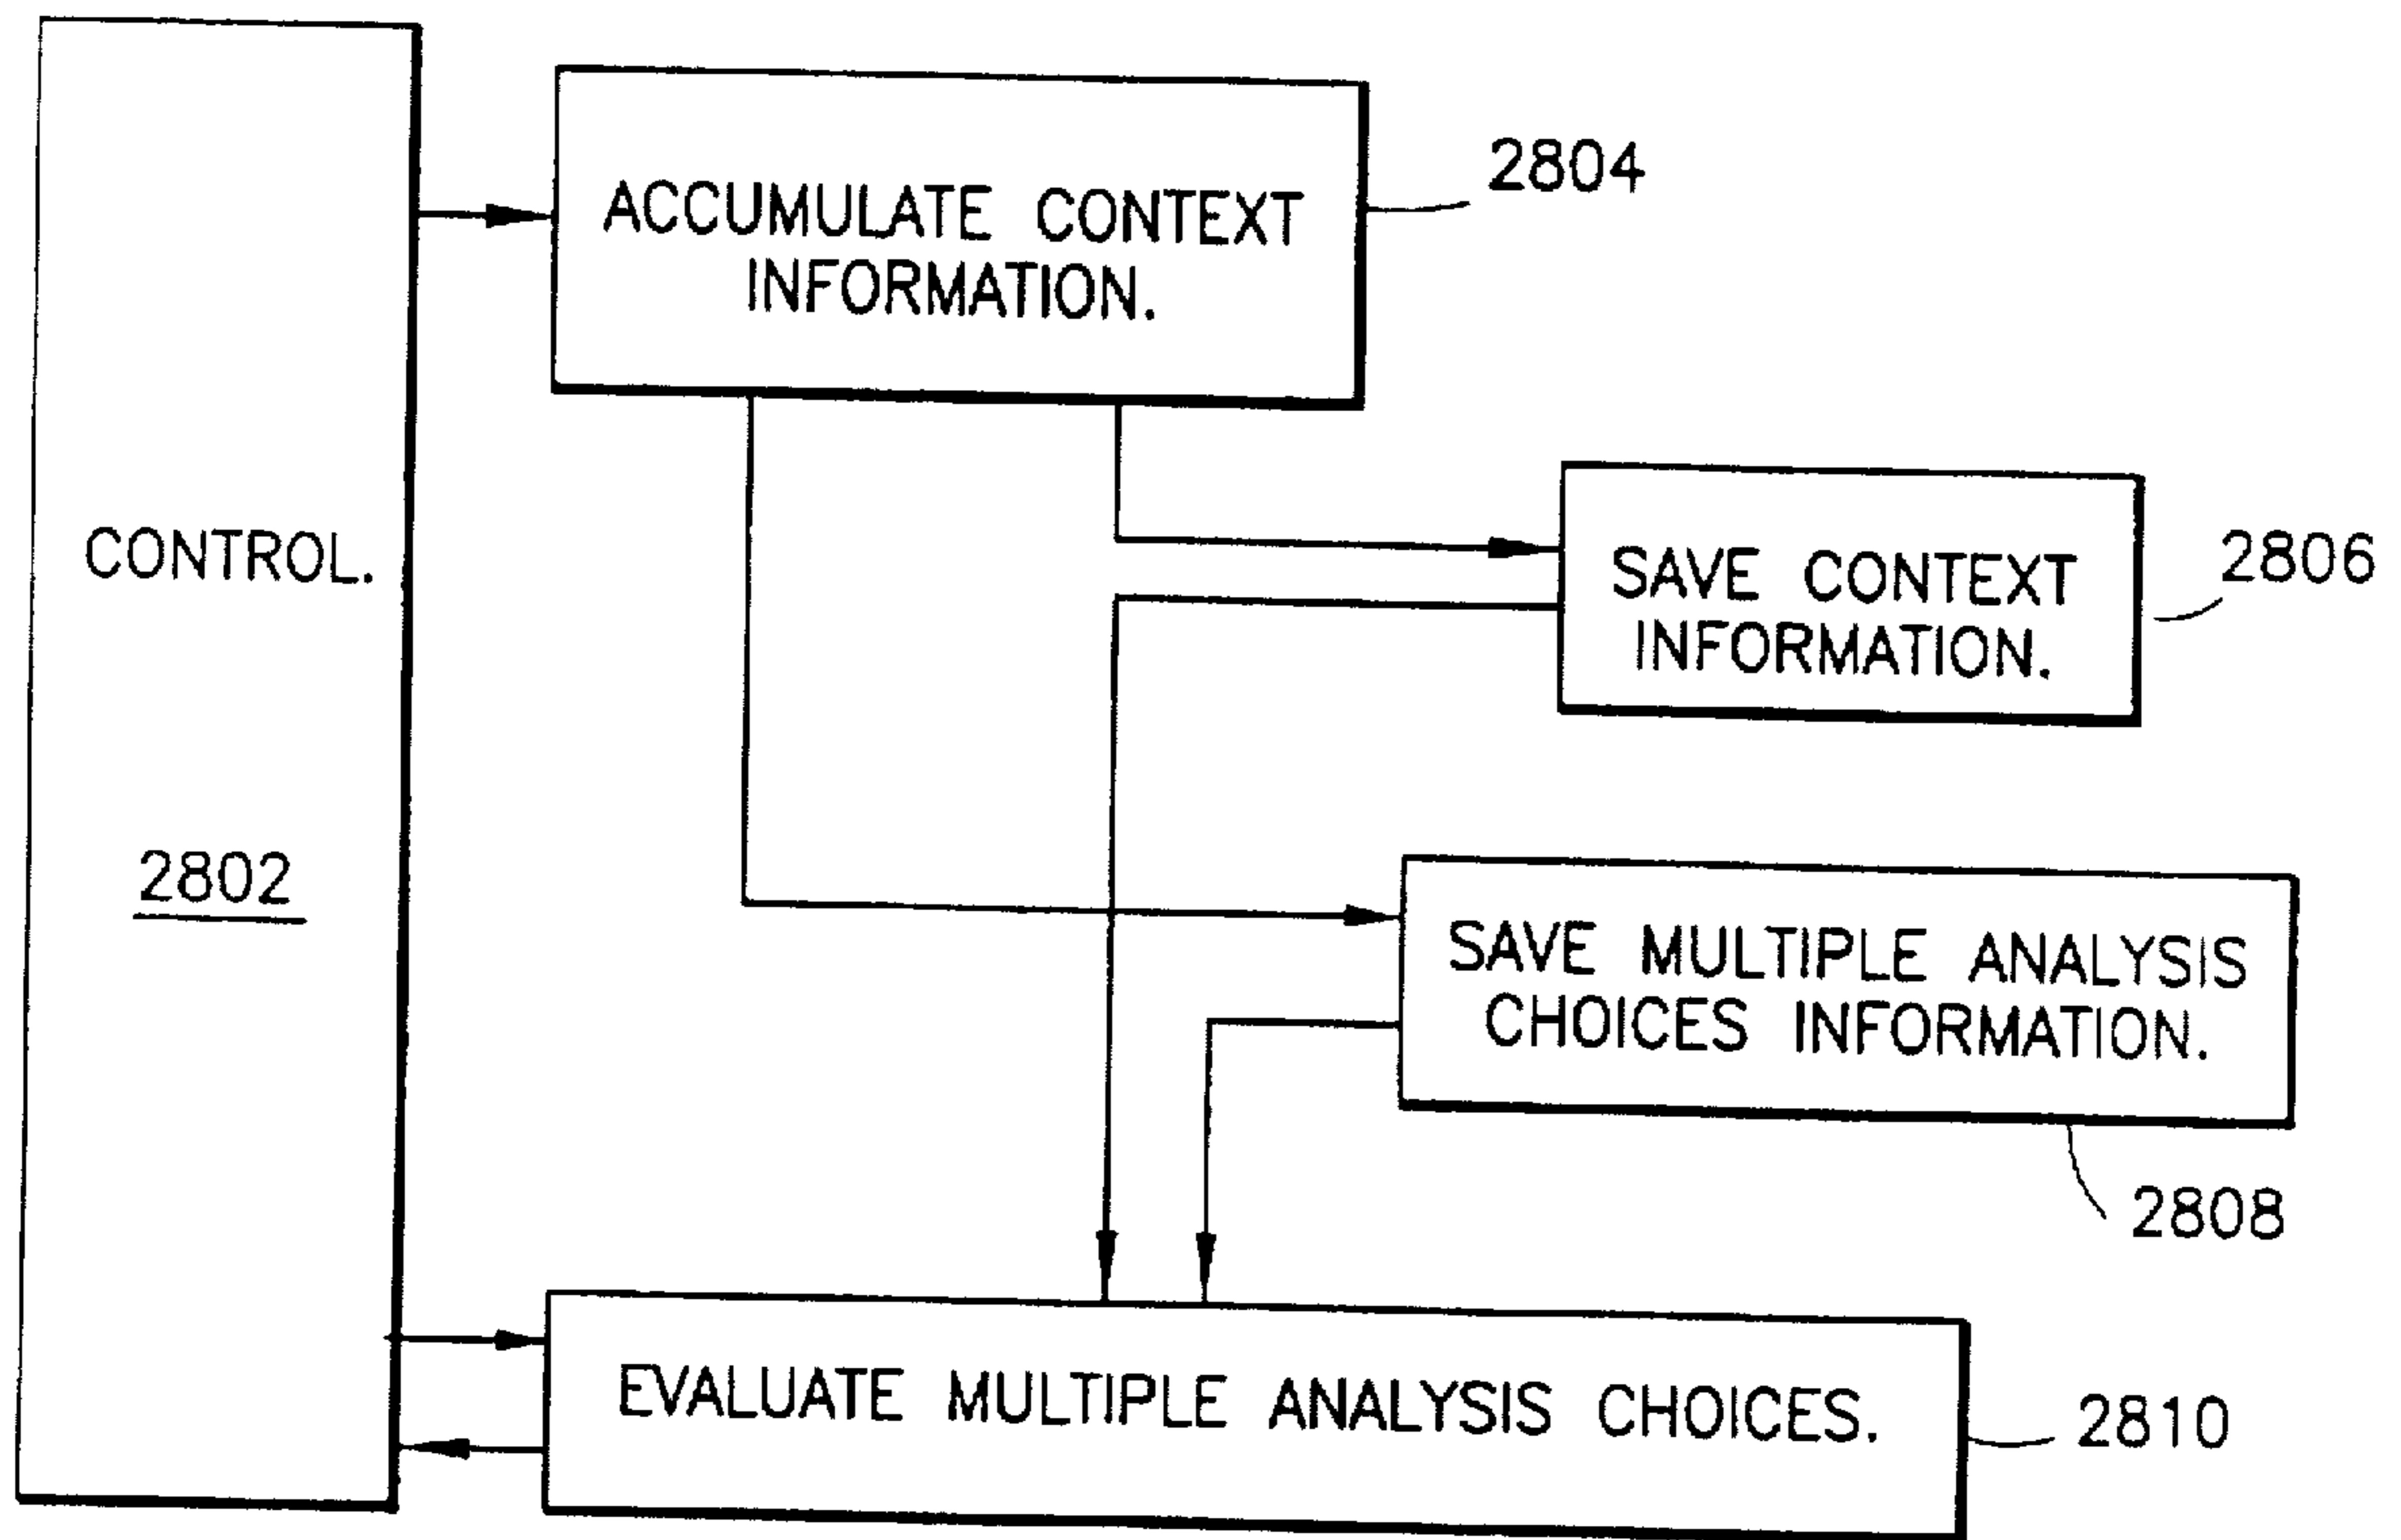 CONTROL.
2802
ACCUMULATE CONTEXT
INFORMATION.
2804
SAVE CONTEXT
INFORMATION.
2806
SAVE MULTIPLE ANALYSIS
CHOICES INFORMATION.
2808
EVALUATE MULTIPLE ANALYSIS CHOICES.
2810